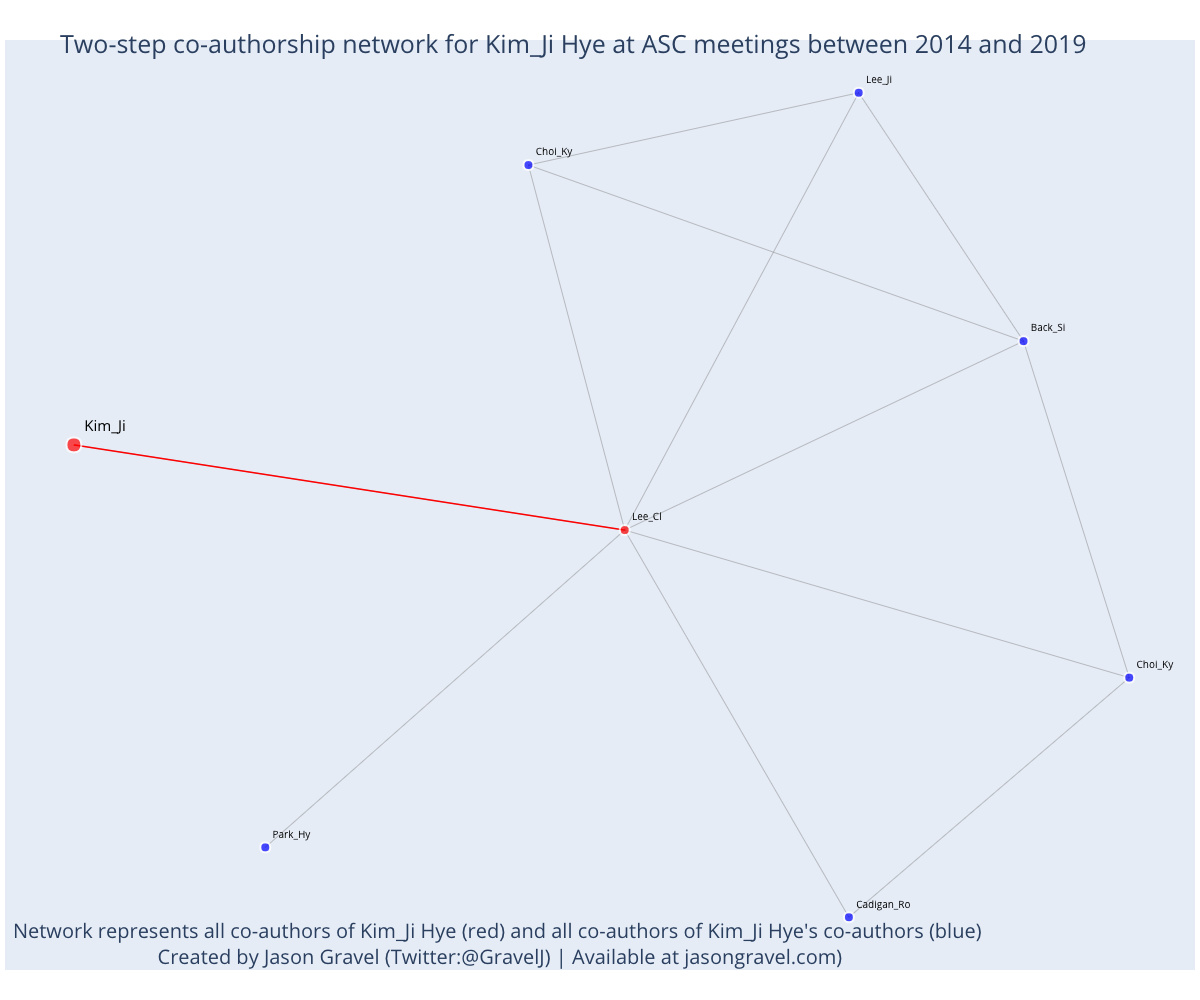 Two-step co-authorship network for Kim_Ji Hye at ASC meetings between 2014 and 2019
Lee_Ji
Choi_Ky
Back_Si
Kim_Ji
Lee_Cl
Choi_Ky
Park_Hy
Cadigan_Ro
Network represents all co-authors of Kim_Ji Hye (red) and all co-authors of Kim_Ji Hye's co-authors (blue)
Created by Jason Gravel (Twitter:@GravelJ) | Available at jasongravel.com)